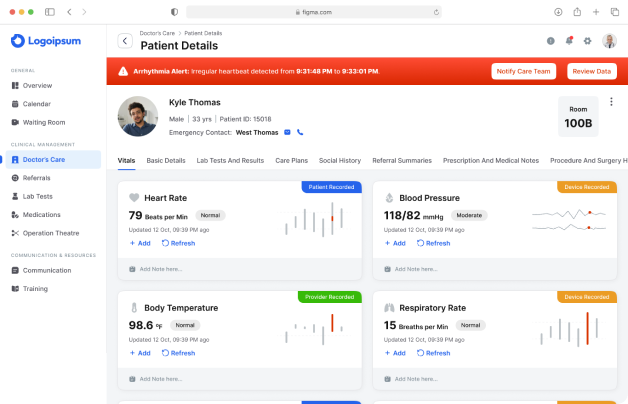 figma.com
Logoipsum
GENERAL
Overview
Calendar
Waiting Room
CLINICAL MANAGEMENT
Doctor's Care
Referrals
Lab Tests
Medications
Operation Theatre
COMMUNICATION & RESOURCES
Communication
Training
Doctor's Care > Patient Details
Patient Details
Arrhythmia Alert: Irregular heartbeat detected from 9:31:48 PM to 9:33:01 PM.
Notify Care Team
Review Data
Kyle Thomas
Male | 33 yrs | Patient ID: 15018
Emergency Contact: West Thomas
Room
100B
Vitals Basic Details Lab Tests And Results Care Plans Social History Referral Summaries Prescription And Medical Notes Procedure And Surgery H
Patient Recorded
Heart Rate
79 Beats per Min Normal
Updated 12 Oct, 09:39 PM ago
+ Add Refresh
Add Note here...
Device Recorded
Blood Pressure
118/82 mmHg Moderate
Updated 12 Oct, 09:39 PM ago
+ Add Refresh
Add Note here...
Provider Recorded
Body Temperature
98.6 °F Normal
Updated 12 Oct, 09:39 PM ago
+ Add Refresh
Add Note here...
Device Recorded
Respiratory Rate
15 Breaths per Min Normal
Updated 12 Oct, 09:39 PM ago
+ Add Refresh
Add Note here...